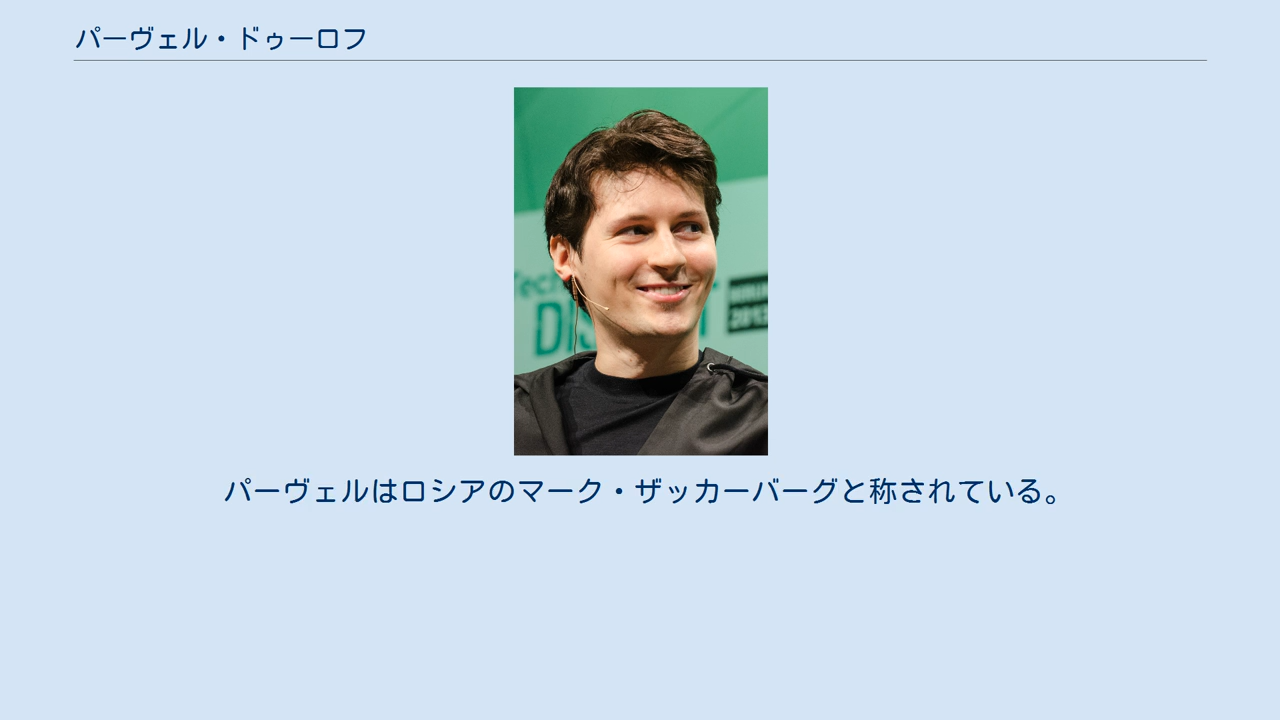 パーヴェル・ドゥーロフ
DIS
パーヴェルはロシアのマーク・ザッカーバーグと称されている。